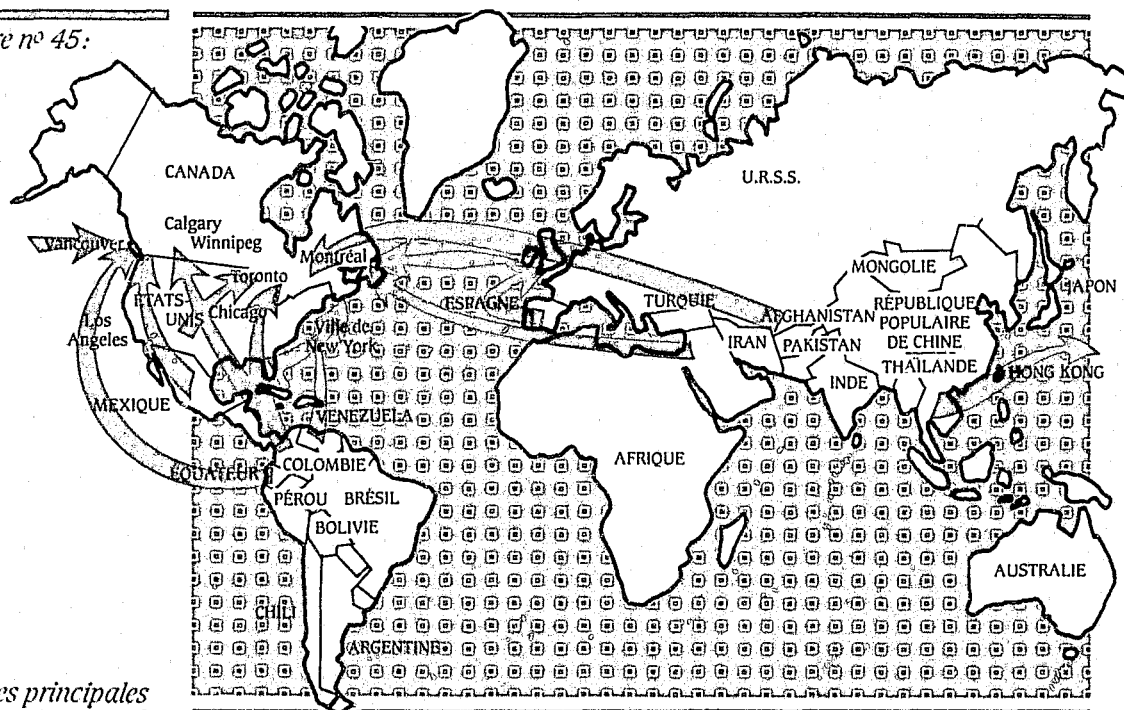 re nº 45:
CANADA
U.R.S.S.
Calgary
Winnipeg
Vancouver
Montréal
Toronto
MONGOLIE
JAPON
ÉTATS-
UNIS
Chicago
ESPAGNE
TURQUIE
AFGHANISTAN
RÉPUBLIQUE
POPULAIRE
DE CHINE
Los
Angeles
Ville de
New York
IRAN
PAKISTAN
THAÏLANDE
INDE
HONG KONG
MEXIQUE
VENEZUELA
ÉQUATEUR
COLOMBIE
AFRIQUE
PÉROU
BRÉSIL
BOLIVIE
AUSTRALIE
CHILI
ARGENTINE
es principales